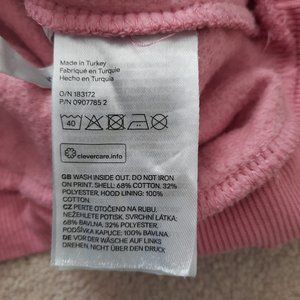 Made in Turkey
Fabriqué en Turquie
Hecho en Turquía
O/N 183172
P/N 0907785 2
40
clevercare.info
GB WASH INSIDE OUT. DO NOT IRON
ON PRINT. SHELL: 68% COTTON, 32%
POLYESTER. HOOD LINING: 100%
COTTON.
CZ PERTE OTOČENÉ NA RUBU.
NEŽEHLETE POTISK. SVRCHNÍ LÁTKA:
68% BAVLNA, 32% POLYESTER.
PODŠÍVKA KAPUCE: 100% BAVLNA
DE VOR DER WÄSCHE AUF LINKS
DREHEN. NICHT ÜBER DEN DRUCK